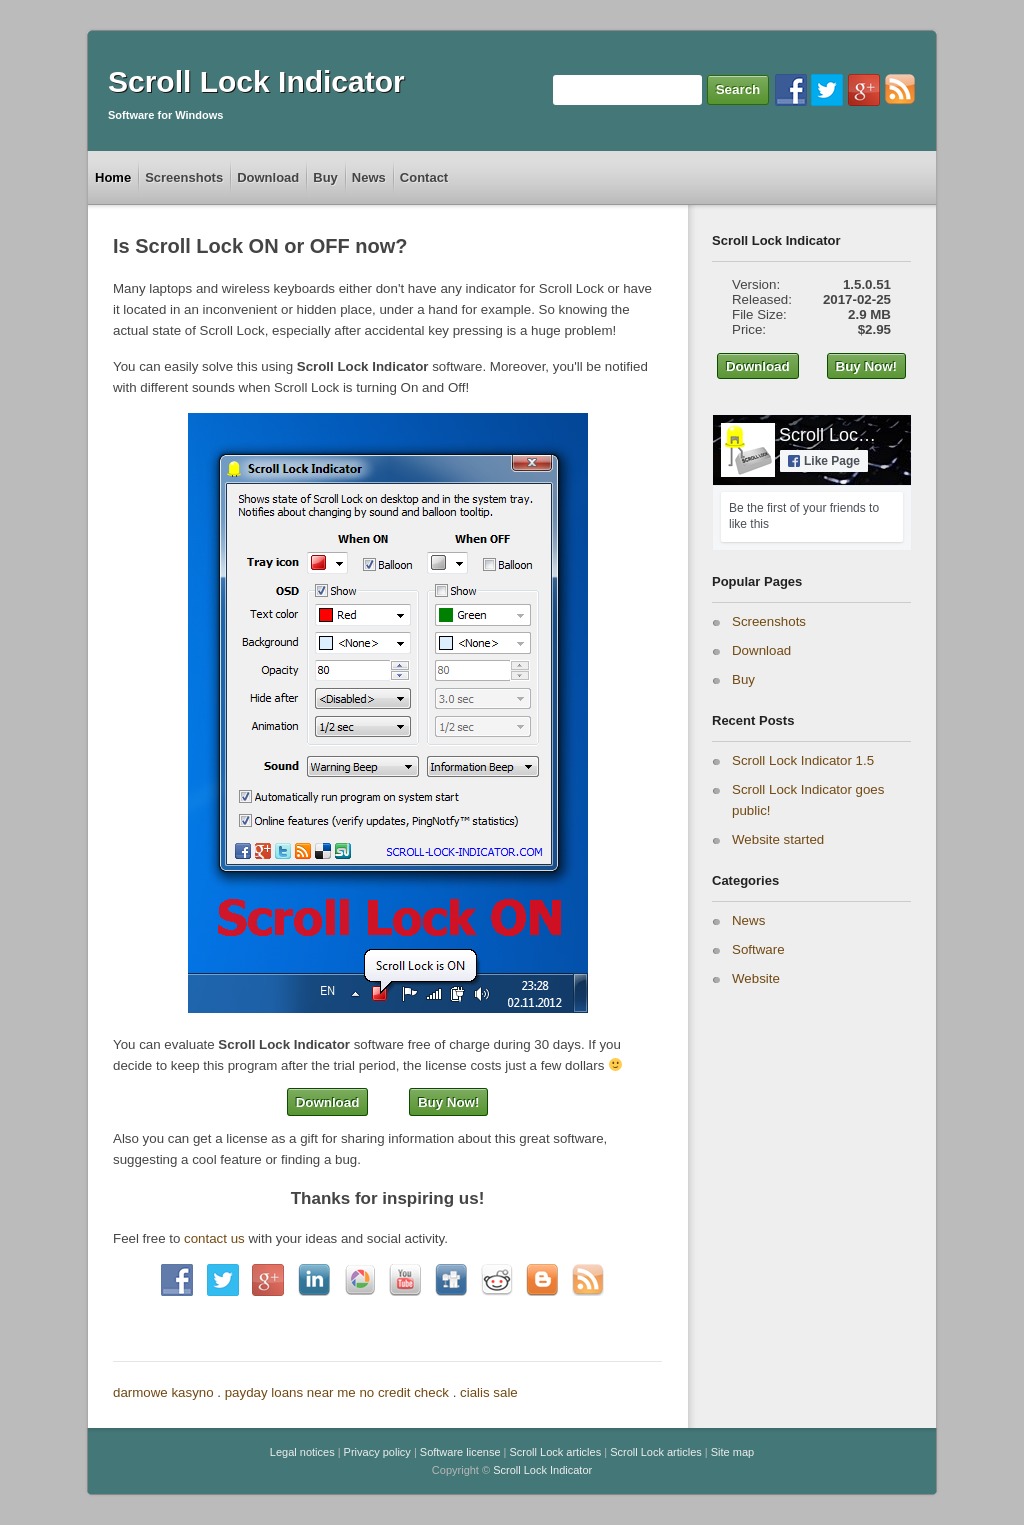 Scroll Lock Indicator
Software for Windows
Search
Home
Screenshots
Download
Buy
News
Contact
Is Scroll Lock ON or OFF now?
Many laptops and wireless keyboards either don't have any indicator for Scroll Lock or have
it located in an inconvenient or hidden place, under a hand for example. So knowing the
actual state of Scroll Lock, especially after accidental key pressing is a huge problem!
You can easily solve this using Scroll Lock Indicator software. Moreover, you'll be notified
with different sounds when Scroll Lock is turning On and Off!
Scroll Lock Indicator
Shows state of Scroll Lock on desktop and in the system tray.
Notifies about changing by sound and balloon tooltip.
When ON When OFF
Tray icon Balloon Balloon
OSD Show Show
Text color Red Green
Background <None> <None>
Opacity 80 80
Hide after <Disabled> 3.0 sec
Animation 1/2 sec 1/2 sec
Sound Warning Beep Information Beep
Automatically run program on system start
Online features (verify updates, PingNotfy™ statistics)
SCROLL-LOCK-INDICATOR.COM
Scroll Lock ON
Scroll Lock is ON
EN 23:28
02.11.2012
You can evaluate Scroll Lock Indicator software free of charge during 30 days. If you
decide to keep this program after the trial period, the license costs just a few dollars 🙂
Download Buy Now!
Also you can get a license as a gift for sharing information about this great software,
suggesting a cool feature or finding a bug.
Thanks for inspiring us!
Feel free to contact us with your ideas and social activity.
You
Tube
darmowe kasyno . payday loans near me no credit check . cialis sale
Scroll Lock Indicator
Version: 1.5.0.51
Released: 2017-02-25
File Size: 2.9 MB
Price: $2.95
Download Buy Now!
SCROLL LOCK
Scroll Loc…
Like Page
Be the first of your friends to
like this
Popular Pages
Screenshots
Download
Buy
Recent Posts
Scroll Lock Indicator 1.5
Scroll Lock Indicator goes
public!
Website started
Categories
News
Software
Website
Legal notices | Privacy policy | Software license | Scroll Lock articles | Scroll Lock articles | Site map
Copyright © Scroll Lock Indicator